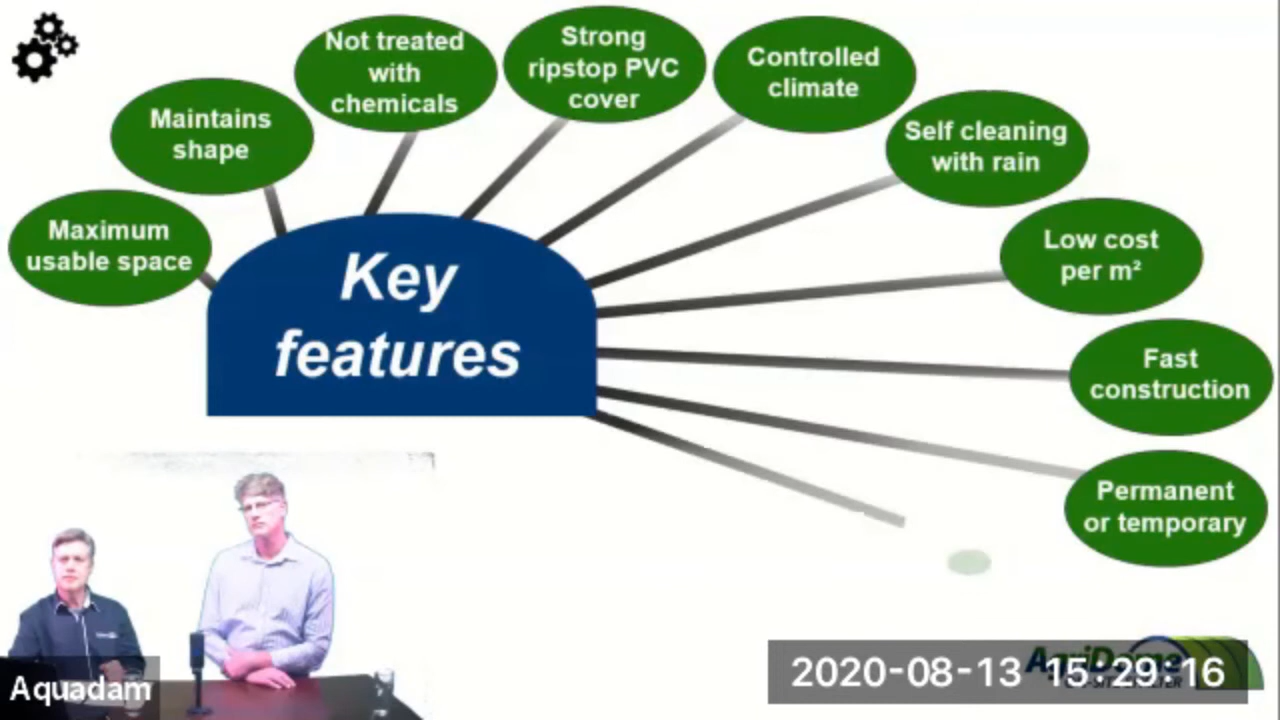 Not treated
with
chemicals
Strong
ripstop PVC
cover
Controlled
climate
Maintains
shape
Self cleaning
with rain
Maximum
usable space
Key
features
Low cost
per m²
Fast
construction
Permanent
or temporary
Aquadam
2020-08-13 15:29:16